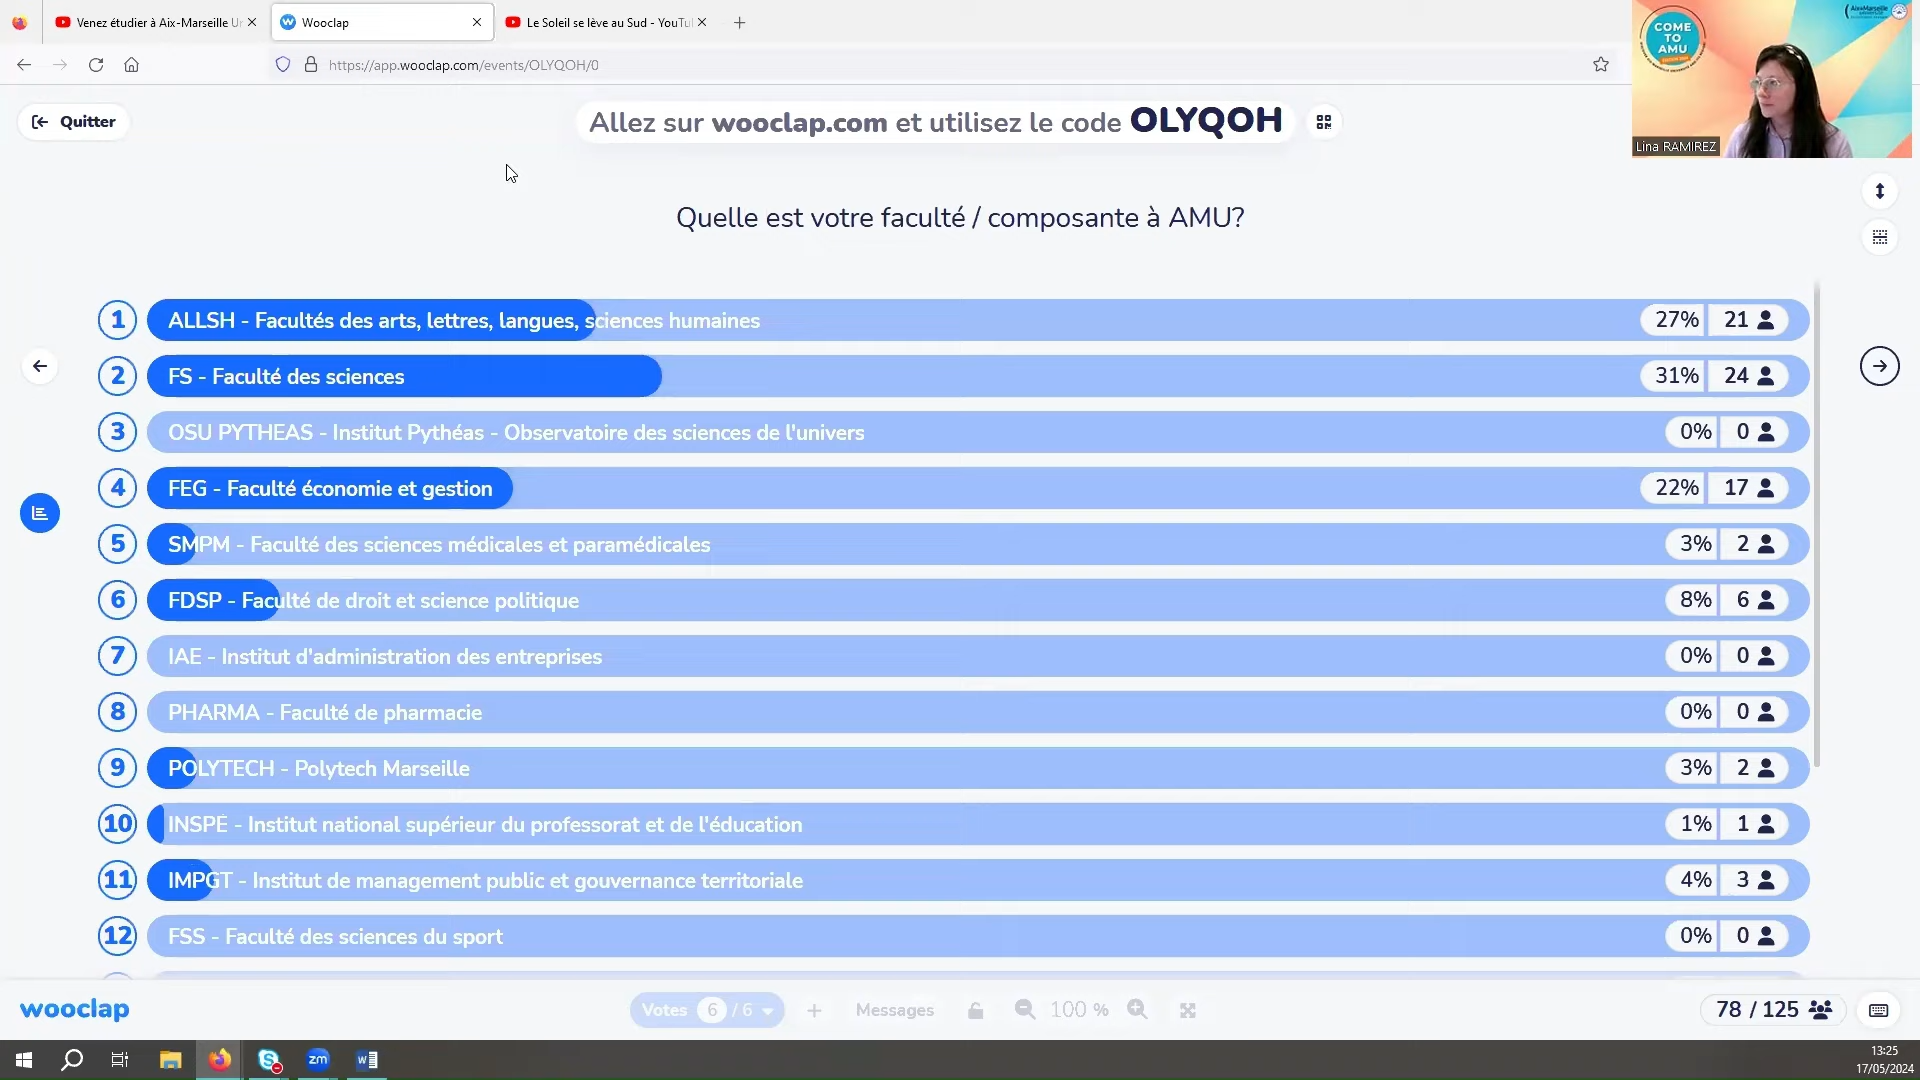 Venez étudier à Aix-Marseille Un
Wooclap
Le Soleil se lève au Sud - YouTu
https://app.wooclap.com/events/OLYQOH/0
COME
TO
AMU
Lina RAMIREZ
Quitter
Allez sur wooclap.com et utilisez le code OLYQOH
Quelle est votre faculté / composante à AMU?
1 ALLSH - Facultés des arts, lettres, langues, sciences humaines 27% 21
2 FS - Faculté des sciences 31% 24
3 OSU PYTHEAS - Institut Pythéas - Observatoire des sciences de l'univers 0% 0
4 FEG - Faculté économie et gestion 22% 17
5 SMPM - Faculté des sciences médicales et paramédicales 3% 2
6 FDSP - Faculté de droit et science politique 8% 6
7 IAE - Institut d'administration des entreprises 0% 0
8 PHARMA - Faculté de pharmacie 0% 0
9 POLYTECH - Polytech Marseille 3% 2
10 INSPÉ - Institut national supérieur du professorat et de l'éducation 1% 1
11 IMPGT - Institut de management public et gouvernance territoriale 4% 3
12 FSS - Faculté des sciences du sport 0% 0
wooclap
Votes 6 / 6
Messages
100 %
78 / 125
zm
13:25
17/05/2024